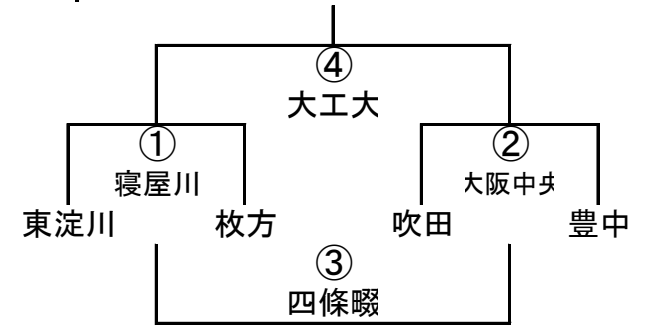 ④
大工大
① ②
寝屋川 大阪中央
東淀川 枚方 吹田 豊中
③
四條畷